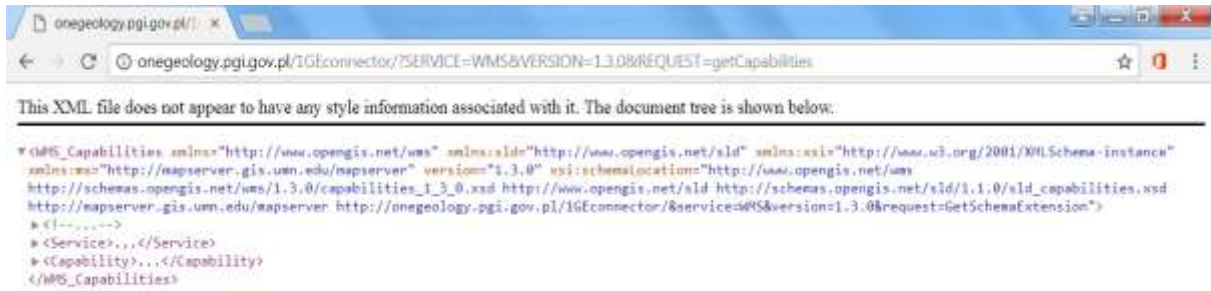 onegeology.pgi.gov.pl/1
onegeology.pgi.gov.pl/1GEconnector/?SERVICE=WMS&VERSION=1.3.0&REQUEST=getCapabilities
This XML file does not appear to have any style information associated with it. The document tree is shown below.
▼<WMS_Capabilities xmlns="http://www.opengis.net/wms" xmlns:sld="http://www.opengis.net/sld" xmlns:xsi="http://www.w3.org/2001/XMLSchema-instance"
xmlns:ms="http://mapserver.gis.umn.edu/mapserver" version="1.3.0" xsi:schemaLocation="http://www.opengis.net/wms
http://schemas.opengis.net/wms/1.3.0/capabilities_1_3_0.xsd http://www.opengis.net/sld http://schemas.opengis.net/sld/1.1.0/sld_capabilities.xsd
http://mapserver.gis.umn.edu/mapserver http://onegeology.pgi.gov.pl/1GEconnector/&service=WMS&version=1.3.0&request=GetSchemaExtension">
▶<!--...-->
▶<Service>...</Service>
▶<Capability>...</Capability>
</WMS_Capabilities>